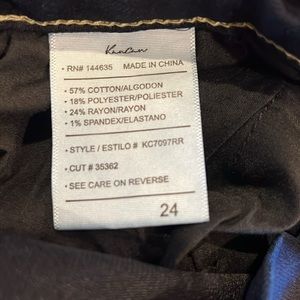 KanCan
• RN# 144635 MADE IN CHINA
• 57% COTTON/ALGODON
• 18% POLYESTER/POLIESTER
• 24% RAYON/RAYON
• 1% SPANDEX/ELASTANO
• STYLE / ESTILO # KC7097RR
• CUT # 35362
• SEE CARE ON REVERSE
24